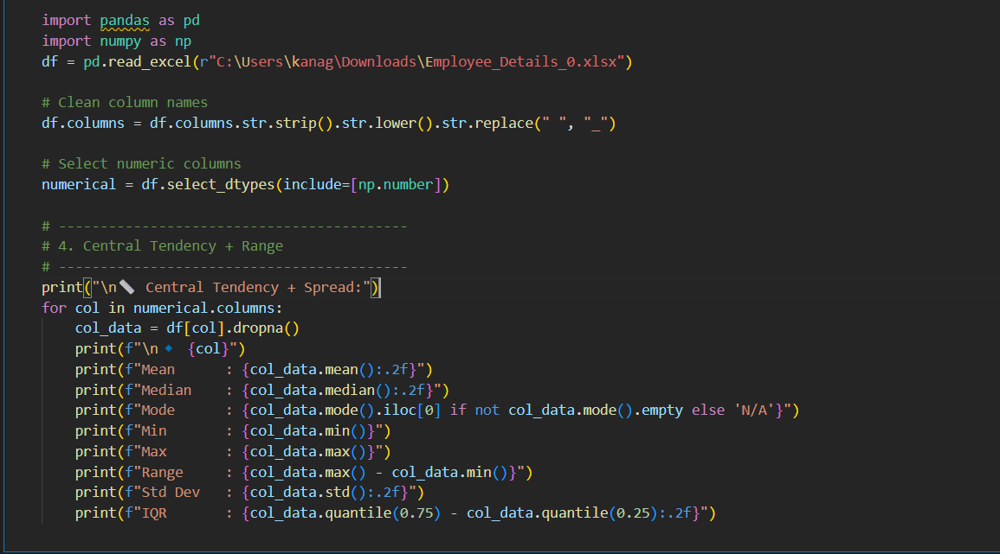 import pandas as pd
import numpy as np
df = pd.read_excel(r"C:\Users\kanag\Downloads\Employee_Details_0.xlsx")
# Clean column names
df.columns = df.columns.str.strip().str.lower().str.replace(" ", "_")
# Select numeric columns
numerical = df.select_dtypes(include=[np.number])
# ------------------------------------------
# 4. Central Tendency + Range
# ------------------------------------------
print("\n📏 Central Tendency + Spread:")
for col in numerical.columns:
    col_data = df[col].dropna()
    print(f"\n🔹 {col}")
    print(f"Mean      : {col_data.mean():.2f}")
    print(f"Median    : {col_data.median():.2f}")
    print(f"Mode      : {col_data.mode().iloc[0] if not col_data.mode().empty else 'N/A'}")
    print(f"Min       : {col_data.min()}")
    print(f"Max       : {col_data.max()}")
    print(f"Range     : {col_data.max() - col_data.min()}")
    print(f"Std Dev   : {col_data.std():.2f}")
    print(f"IQR       : {col_data.quantile(0.75) - col_data.quantile(0.25):.2f}")